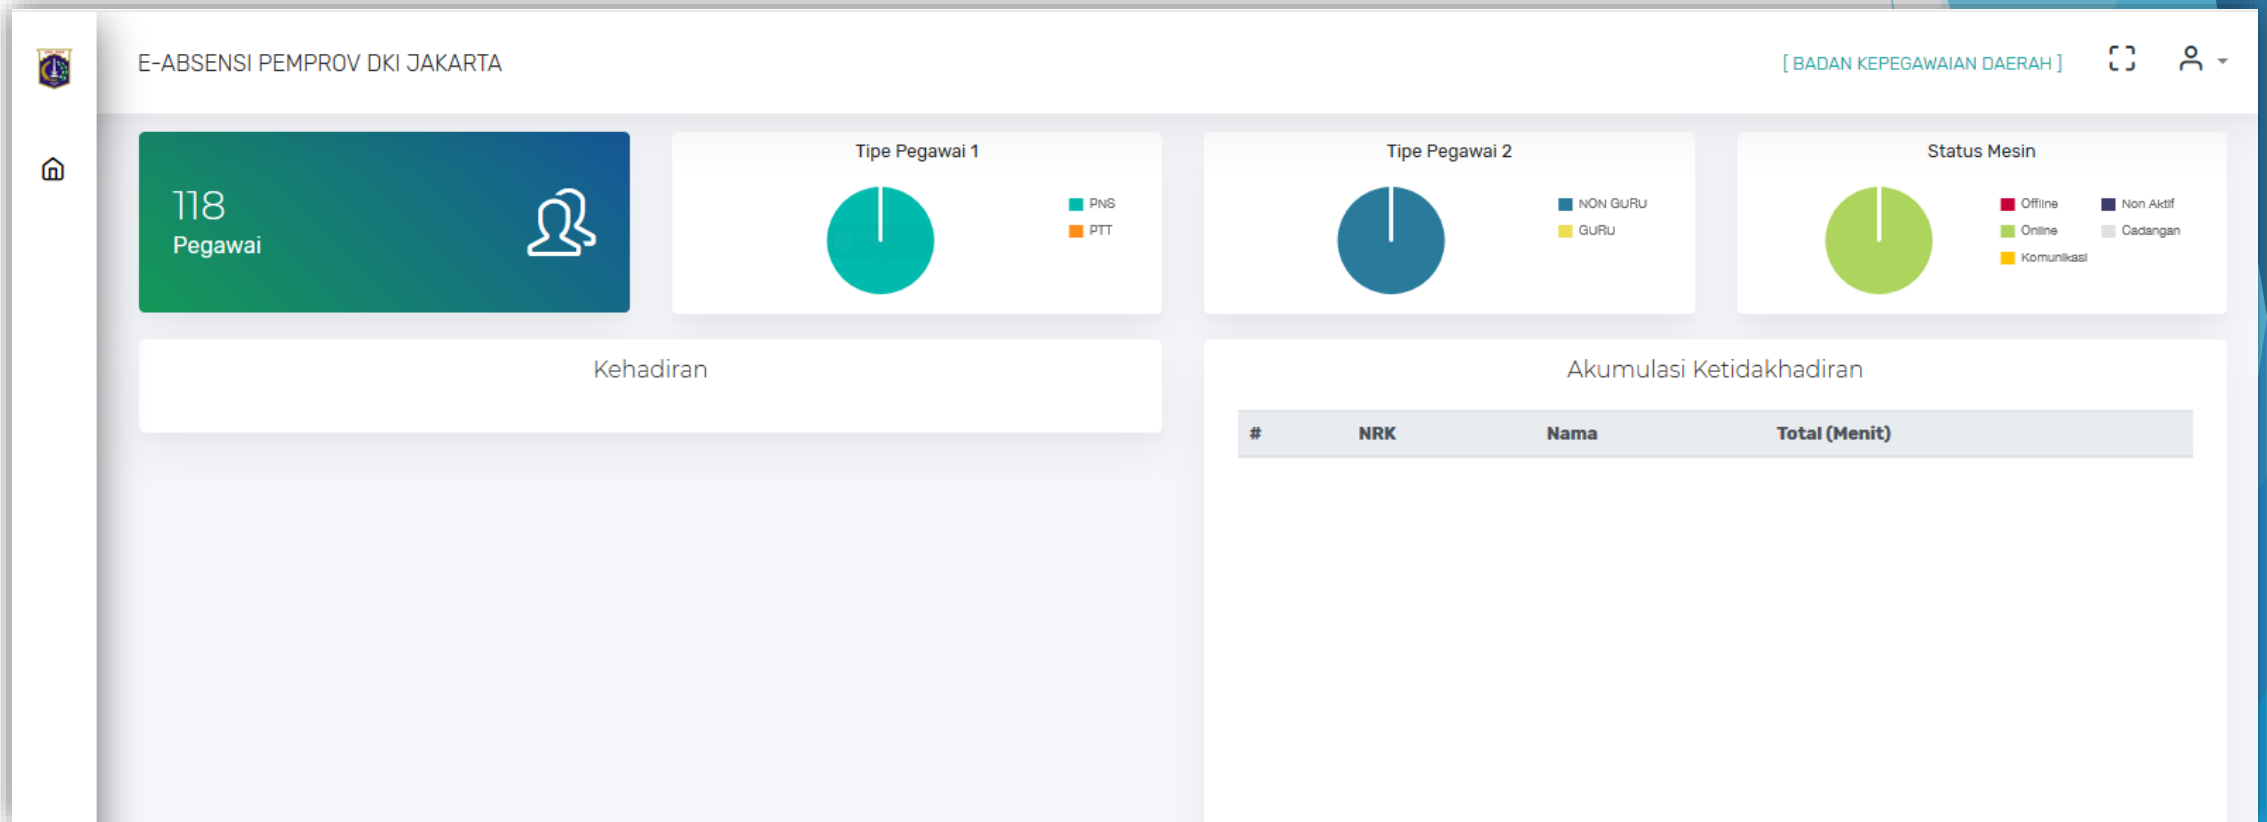 E-ABSENSI PEMPROV DKI JAKARTA
[ BADAN KEPEGAWAIAN DAERAH ]
118
Pegawai
Tipe Pegawai 1
PNS
PTT
Tipe Pegawai 2
NON GURU
GURU
Status Mesin
Offline
Non Aktif
Online
Cadangan
Komunikasi
Kehadiran
Akumulasi Ketidakhadiran
# NRK Nama Total (Menit)